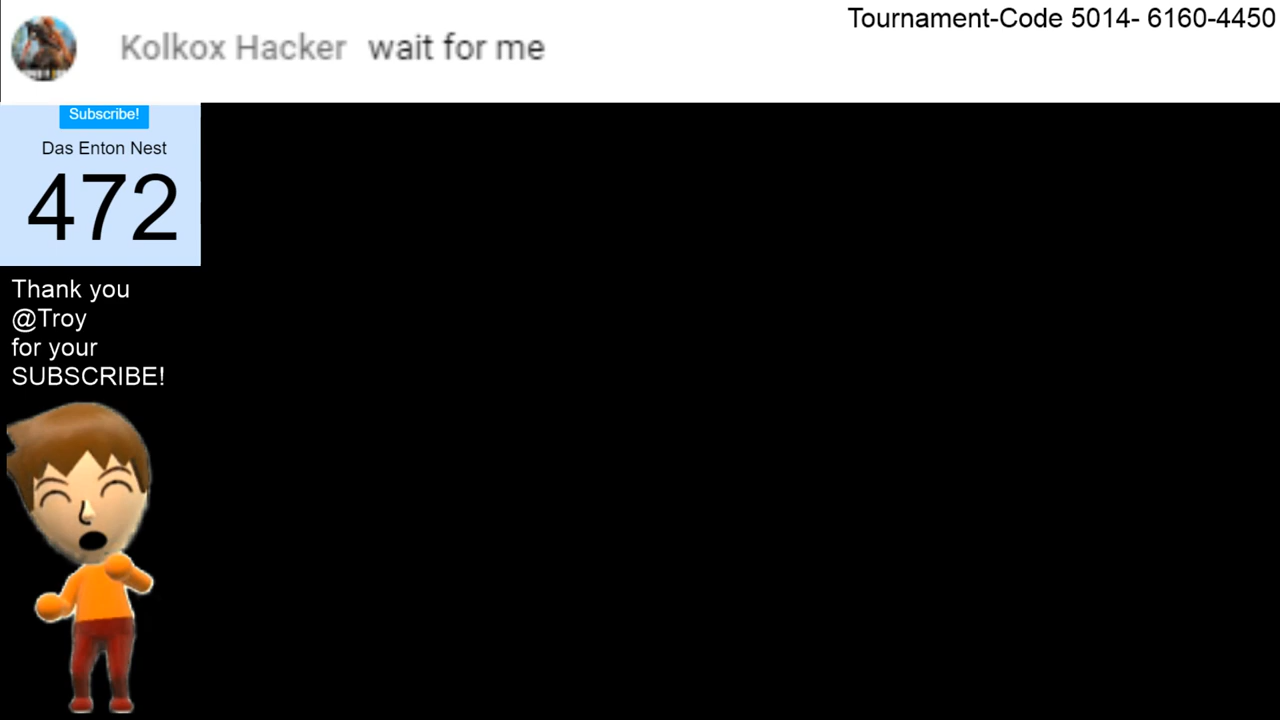 Kolkox Hacker wait for me
Tournament-Code 5014- 6160-4450
Subscribe!
Das Enton Nest
472
Thank you
@Troy
for your
SUBSCRIBE!